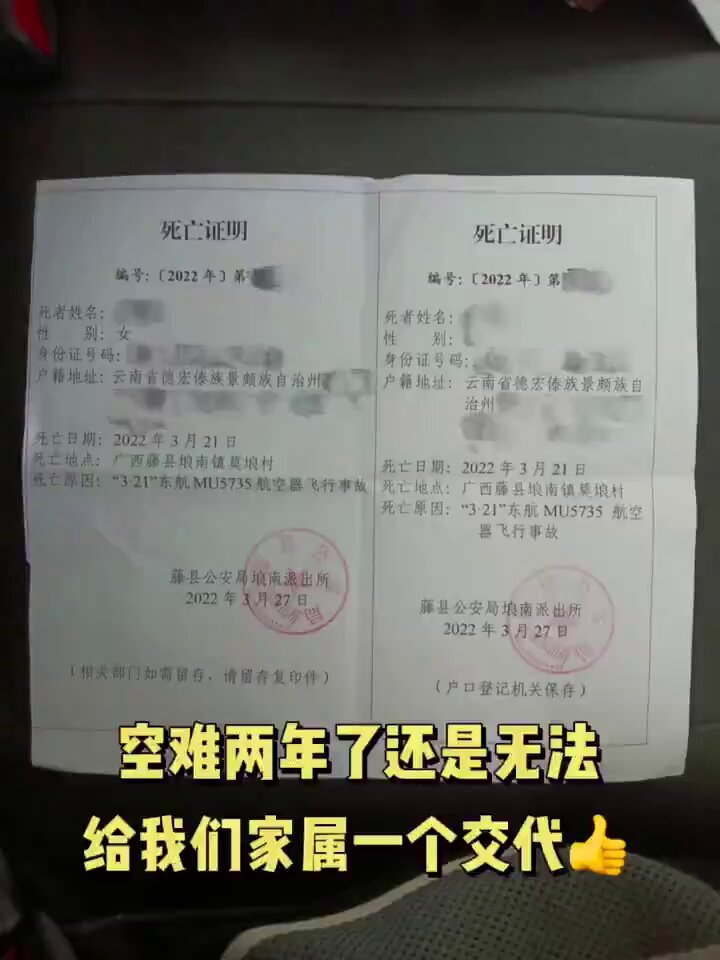 死亡证明
编号:〔2022 年〕第
死者姓名:
性 别: 女
身份证号码:
户籍地址: 云南省德宏傣族景颇族自治州
死亡日期: 2022 年 3 月 21 日
死亡地点: 广西藤县埌南镇莫埌村
死亡原因: “3·21”东航 MU5735 航空器飞行事故
藤县公安局埌南派出所
2022 年 3 月 27 日
(相关部门如需留存，请留存复印件)
死亡证明
编号:〔2022 年〕第
死者姓名:
性 别:
身份证号码:
户籍地址: 云南省德宏傣族景颇族自
治州
死亡日期: 2022 年 3 月 21 日
死亡地点: 广西藤县埌南镇莫埌村
死亡原因: “3·21”东航 MU5735 航空
器飞行事故
藤县公安局埌南派出所
2022 年 3 月 27 日
(户口登记机关保存)
空难两年了还是无法
给我们家属一个交代👍